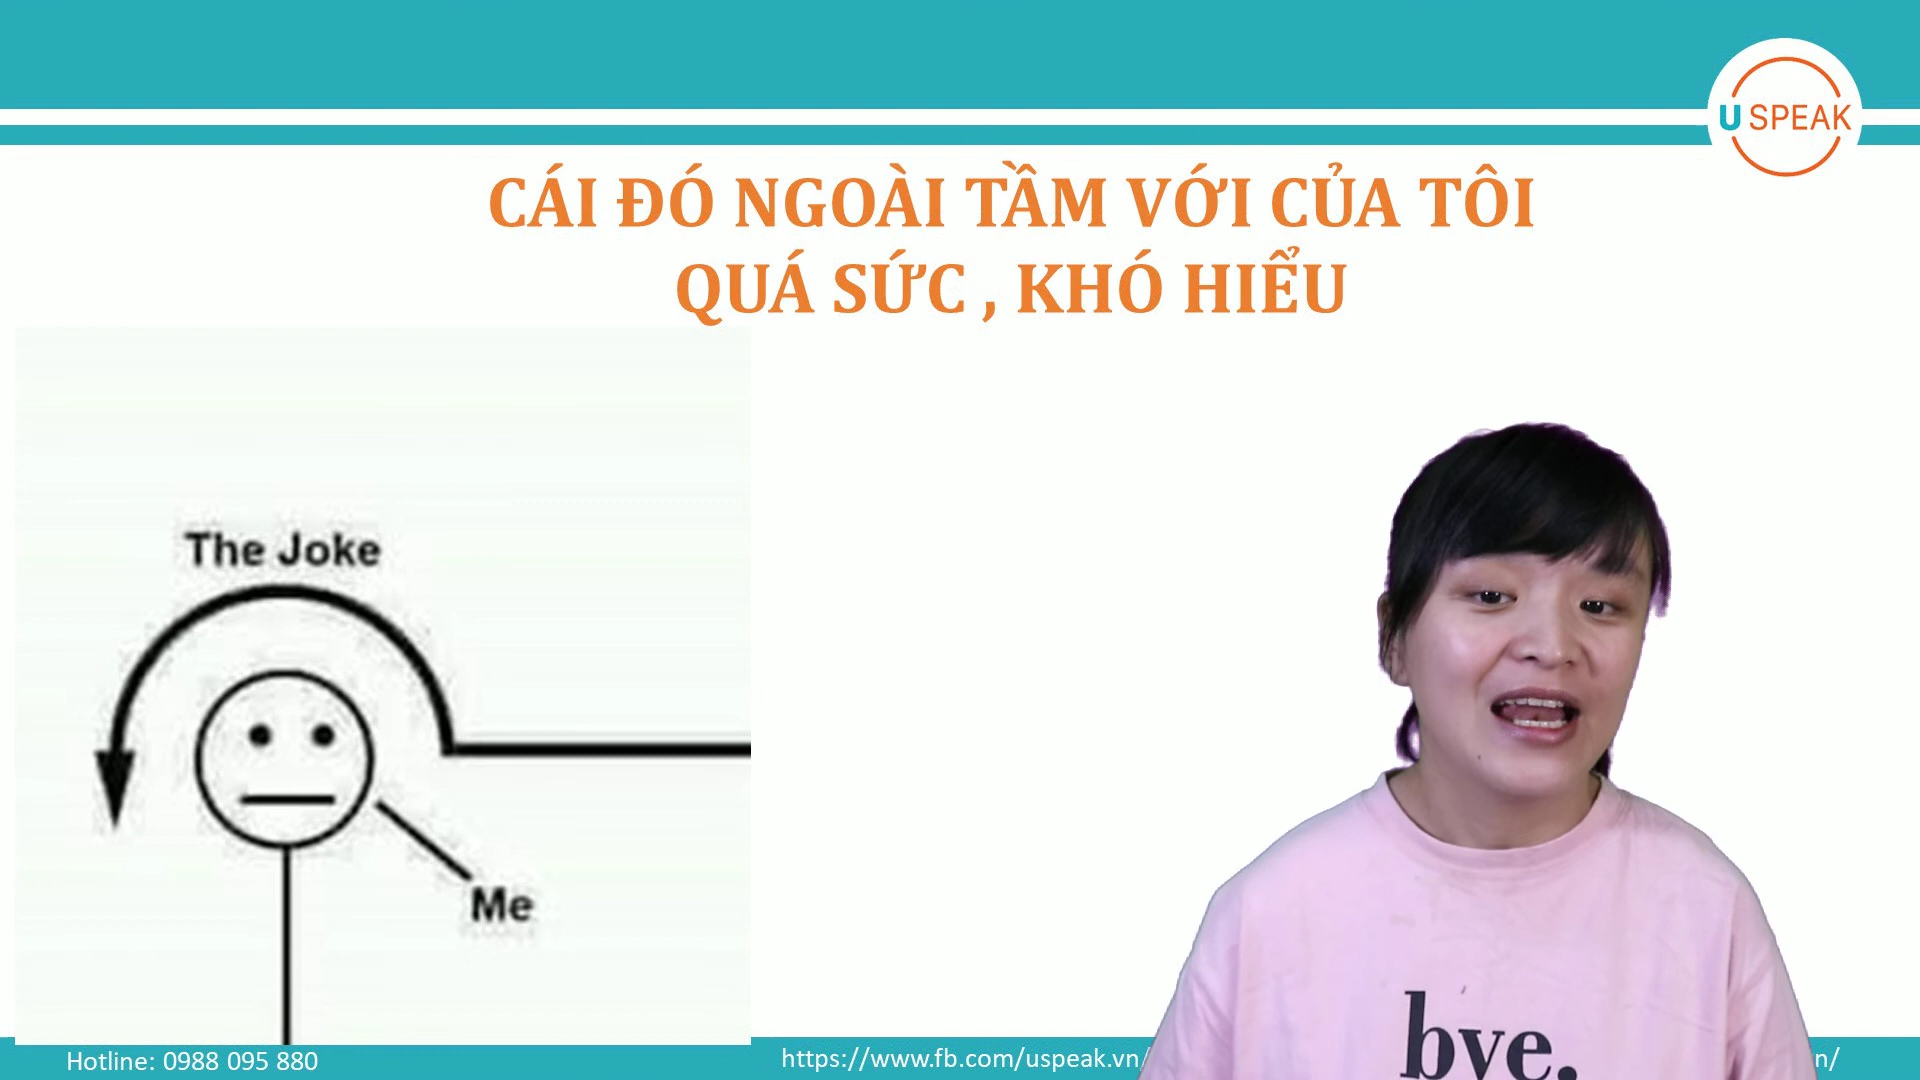 U SPEAK
CÁI ĐÓ NGOÀI TẦM VỚI CỦA TÔI
QUÁ SỨC , KHÓ HIỂU
The Joke
Me
bye.
Hotline: 0988 095 880
https://www.fb.com/uspeak.vn/
n/